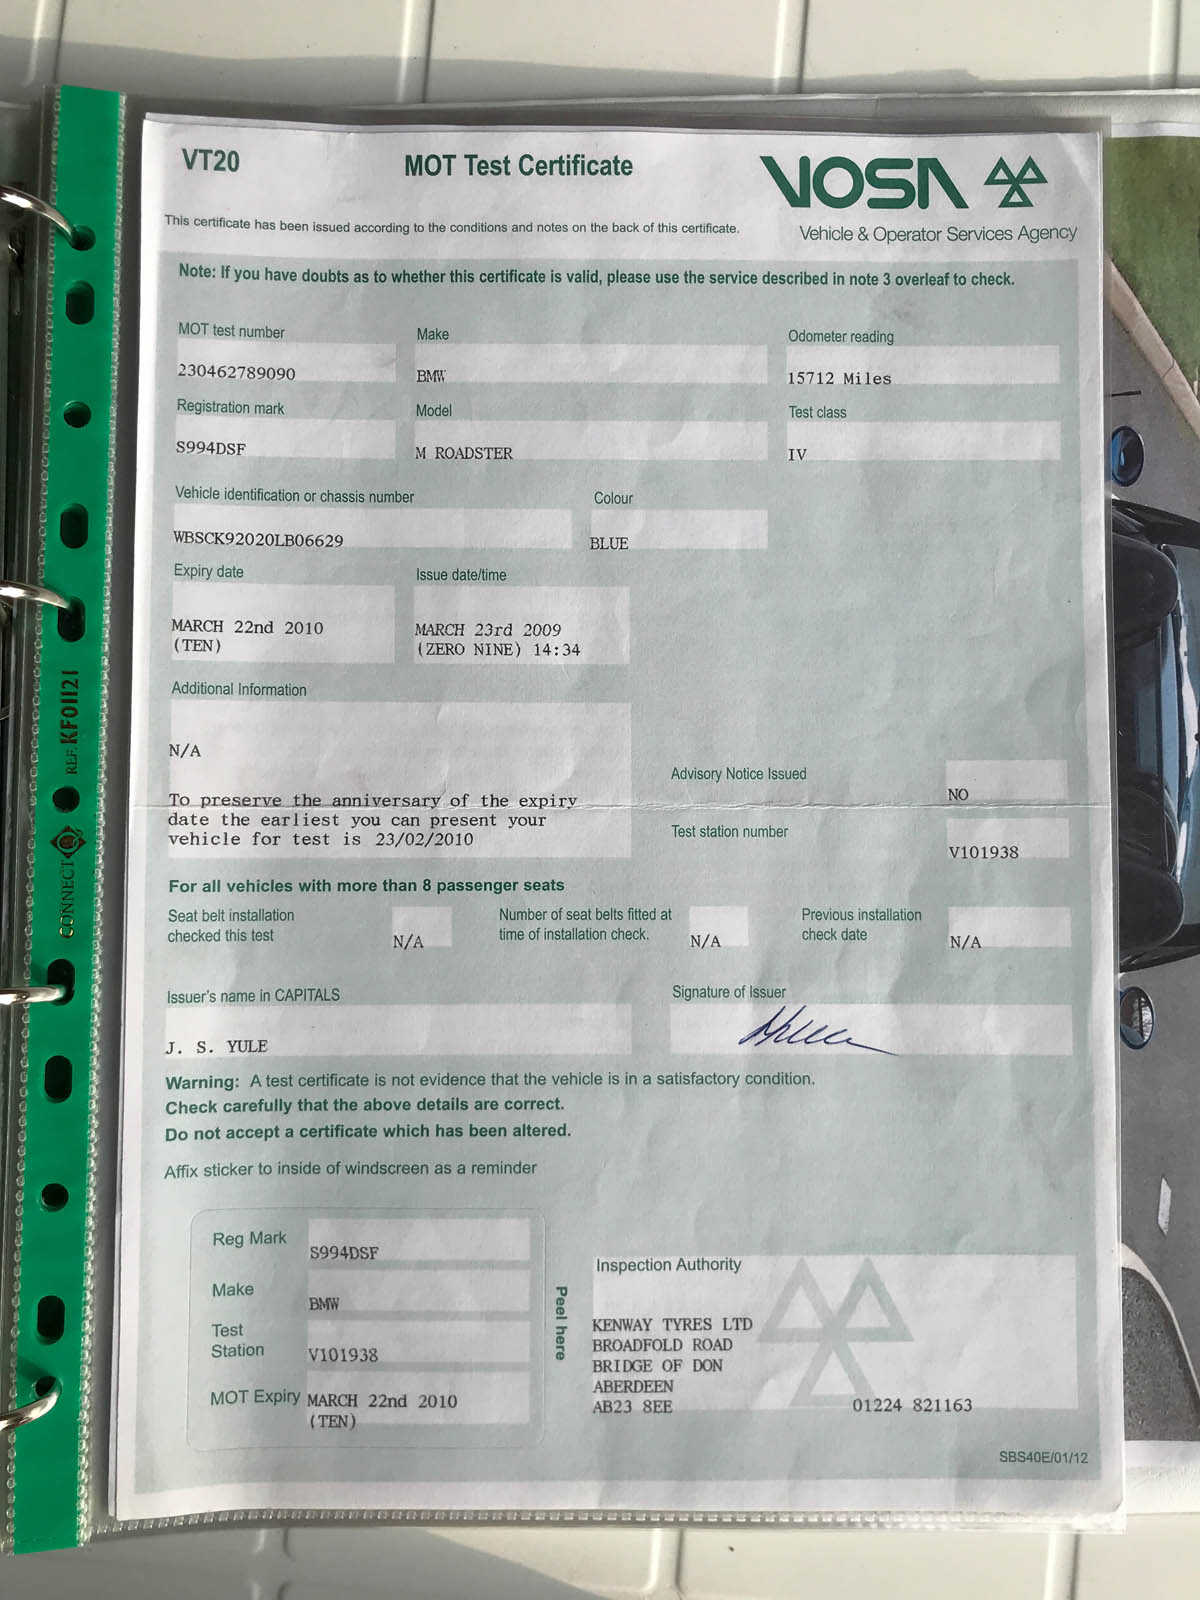 VT20
MOT Test Certificate
VOSA
Vehicle & Operator Services Agency
This certificate has been issued according to the conditions and notes on the back of this certificate.
Note: If you have doubts as to whether this certificate is valid, please use the service described in note 3 overleaf to check.
MOT test number
230462789090
Make
BMW
Odometer reading
15712 Miles
Registration mark
S994DSF
Model
M ROADSTER
Test class
IV
Vehicle identification or chassis number
WBSCK92020LB06629
Colour
BLUE
Expiry date
MARCH 22nd 2010
(TEN)
Issue date/time
MARCH 23rd 2009
(ZERO NINE) 14:34
Additional Information
N/A
To preserve the anniversary of the expiry
date the earliest you can present your
vehicle for test is 23/02/2010
Advisory Notice Issued
NO
Test station number
V101938
For all vehicles with more than 8 passenger seats
Seat belt installation
checked this test
N/A
Number of seat belts fitted at
time of installation check.
N/A
Previous installation
check date
N/A
Issuer's name in CAPITALS
J. S. YULE
Signature of Issuer
Warning: A test certificate is not evidence that the vehicle is in a satisfactory condition.
Check carefully that the above details are correct.
Do not accept a certificate which has been altered.
Affix sticker to inside of windscreen as a reminder
Reg Mark
S994DSF
Make
BMW
Test
Station
V101938
MOT Expiry
MARCH 22nd 2010
(TEN)
Peel here
Inspection Authority
KENWAY TYRES LTD
BROADFOLD ROAD
BRIDGE OF DON
ABERDEEN
AB23 8EE
01224 821163
SBS40E/01/12
CONNECT
REF. KF01121